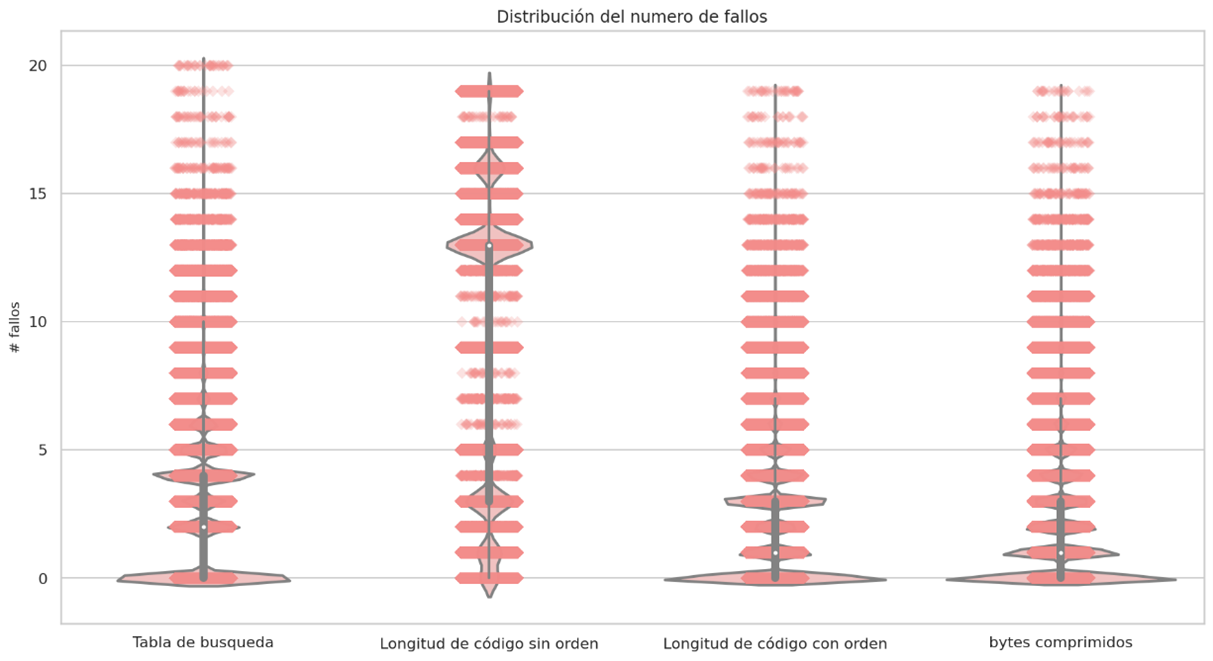 Distribución del numero de fallos
20
15
10
5
0
# fallos
Tabla de busqueda
Longitud de código sin orden
Longitud de código con orden
bytes comprimidos